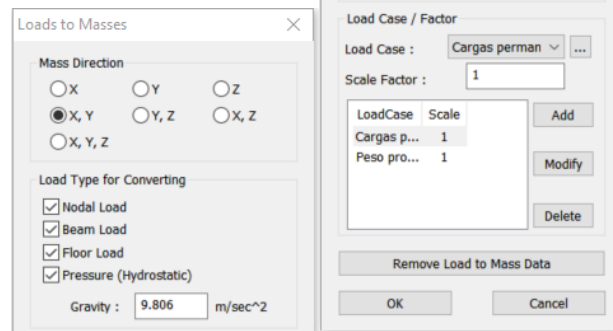 Loads to Masses
Mass Direction
X Y Z
X, Y Y, Z X, Z
X, Y, Z
Load Type for Converting
Nodal Load
Beam Load
Floor Load
Pressure (Hydrostatic)
Gravity : 9.806 m/sec^2
Load Case / Factor
Load Case : Cargas perman ...
Scale Factor : 1
LoadCase Scale
Cargas p... 1
Peso pro... 1
Add
Modify
Delete
Remove Load to Mass Data
OK Cancel